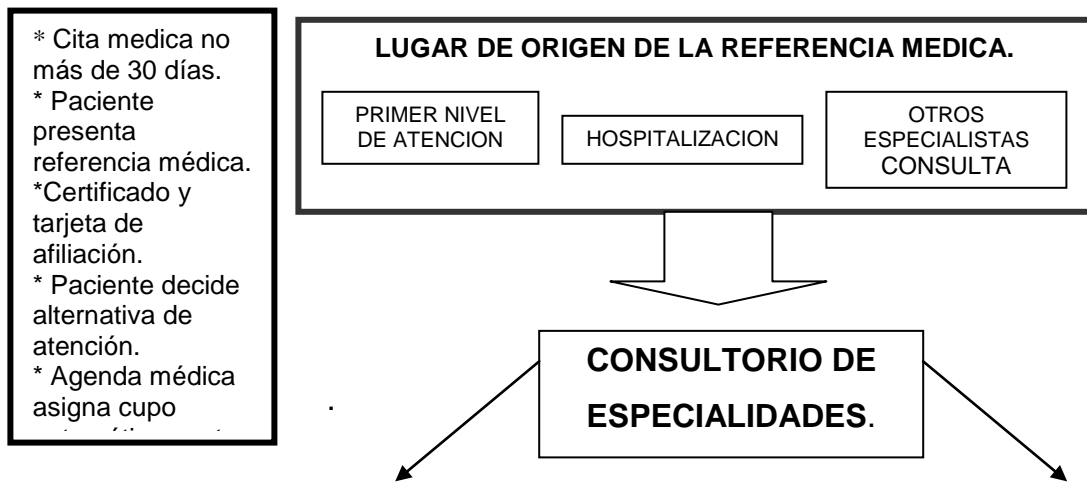 * Cita medica no
más de 30 días.
* Paciente
presenta
referencia médica.
*Certificado y
tarjeta de
afiliación.
* Paciente decide
alternativa de
atención.
* Agenda médica
asigna cupo
LUGAR DE ORIGEN DE LA REFERENCIA MEDICA.
PRIMER NIVEL
DE ATENCION
HOSPITALIZACION
OTROS
ESPECIALISTAS
CONSULTA
CONSULTORIO DE
ESPECIALIDADES.
.